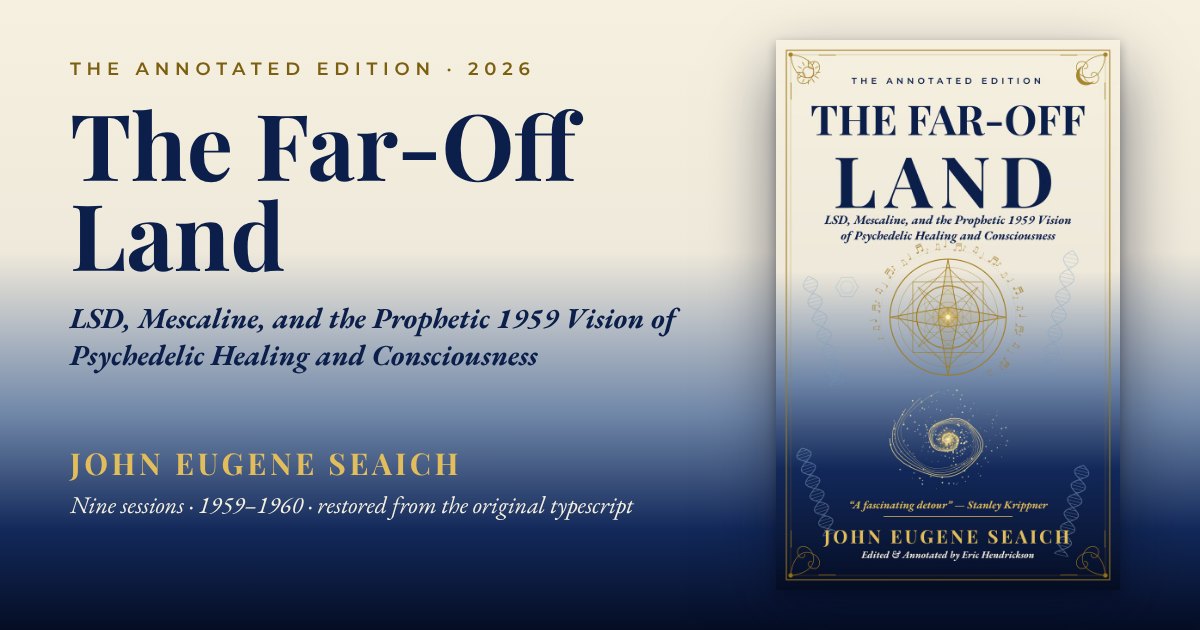 THE ANNOTATED EDITION · 2026
The Far-Off
Land
LSD, Mescaline, and the Prophetic 1959 Vision of
Psychedelic Healing and Consciousness
JOHN EUGENE SEAICH
Nine sessions · 1959–1960 · restored from the original typescript
THE ANNOTATED EDITION
THE FAR-OFF
LAND
LSD, Mescaline, and the Prophetic 1959 Vision
of Psychedelic Healing and Consciousness
“A fascinating detour” — Stanley Krippner
JOHN EUGENE SEAICH
Edited & Annotated by Eric Hendrickson